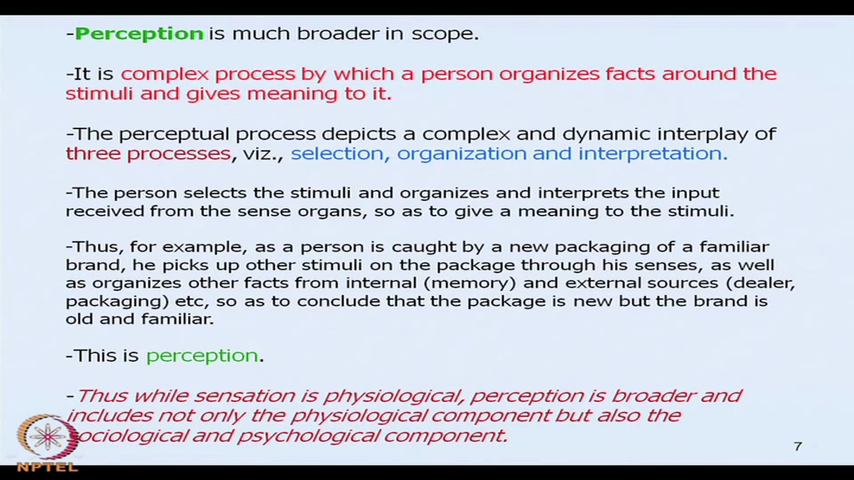 -Perception is much broader in scope.
-It is complex process by which a person organizes facts around the
stimuli and gives meaning to it.
-The perceptual process depicts a complex and dynamic interplay of
three processes, viz., selection, organization and interpretation.
-The person selects the stimuli and organizes and interprets the input
received from the sense organs, so as to give a meaning to the stimuli.
-Thus, for example, as a person is caught by a new packaging of a familiar
brand, he picks up other stimuli on the package through his senses, as well
as organizes other facts from internal (memory) and external sources (dealer,
packaging) etc, so as to conclude that the package is new but the brand is
old and familiar.
-This is perception.
-Thus while sensation is physiological, perception is broader and
includes not only the physiological component but also the
sociological and psychological component.
NPTEL
7